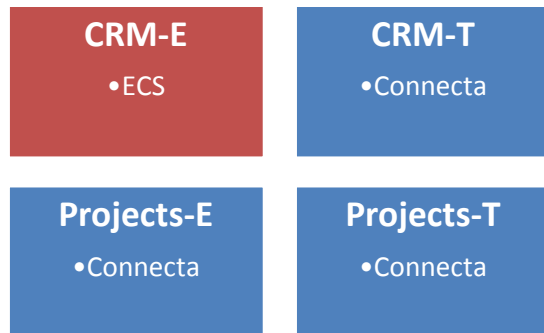 CRM-E
•ECS
CRM-T
•Connecta
Projects-E
•Connecta
Projects-T
•Connecta